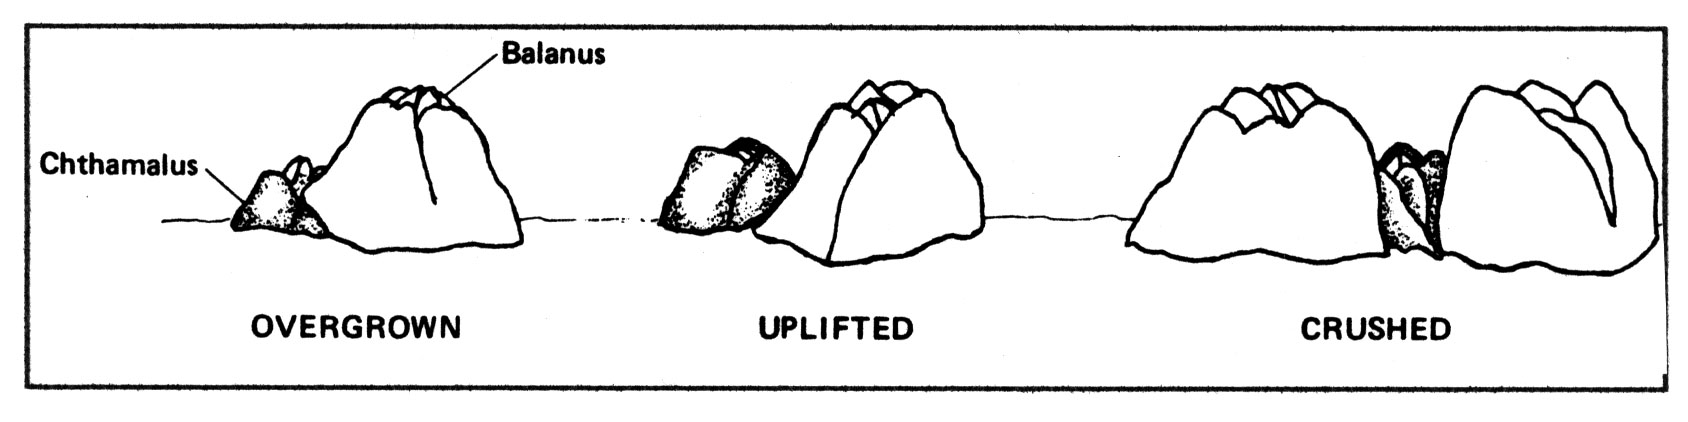 Balanus
Chthamalus
OVERGROWN
UPLIFTED
CRUSHED